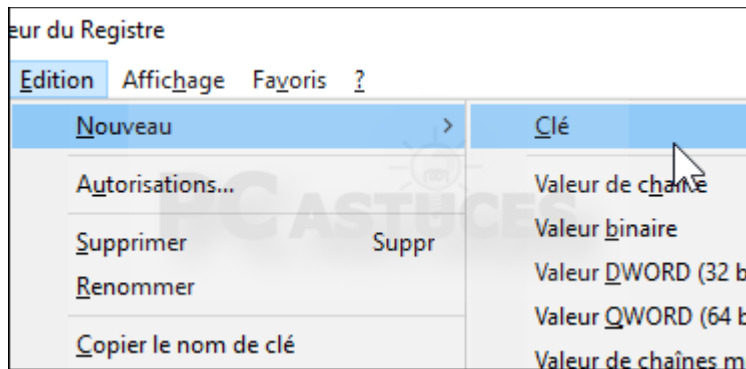 eur du Registre
Edition Affichage Favoris ?
Nouveau > Clé
Autorisations... Valeur de chaîne
Supprimer Suppr Valeur binaire
Renommer Valeur DWORD (32 b
Valeur QWORD (64 b
Copier le nom de clé Valeur de chaînes m
PC ASTUCES